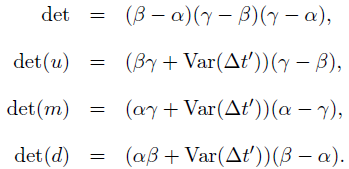 det = (β − α)(γ − β)(γ − α),
det(u) = (βγ + Var(Δt′))(γ − β),
det(m) = (αγ + Var(Δt′))(α − γ),
det(d) = (αβ + Var(Δt′))(β − α).